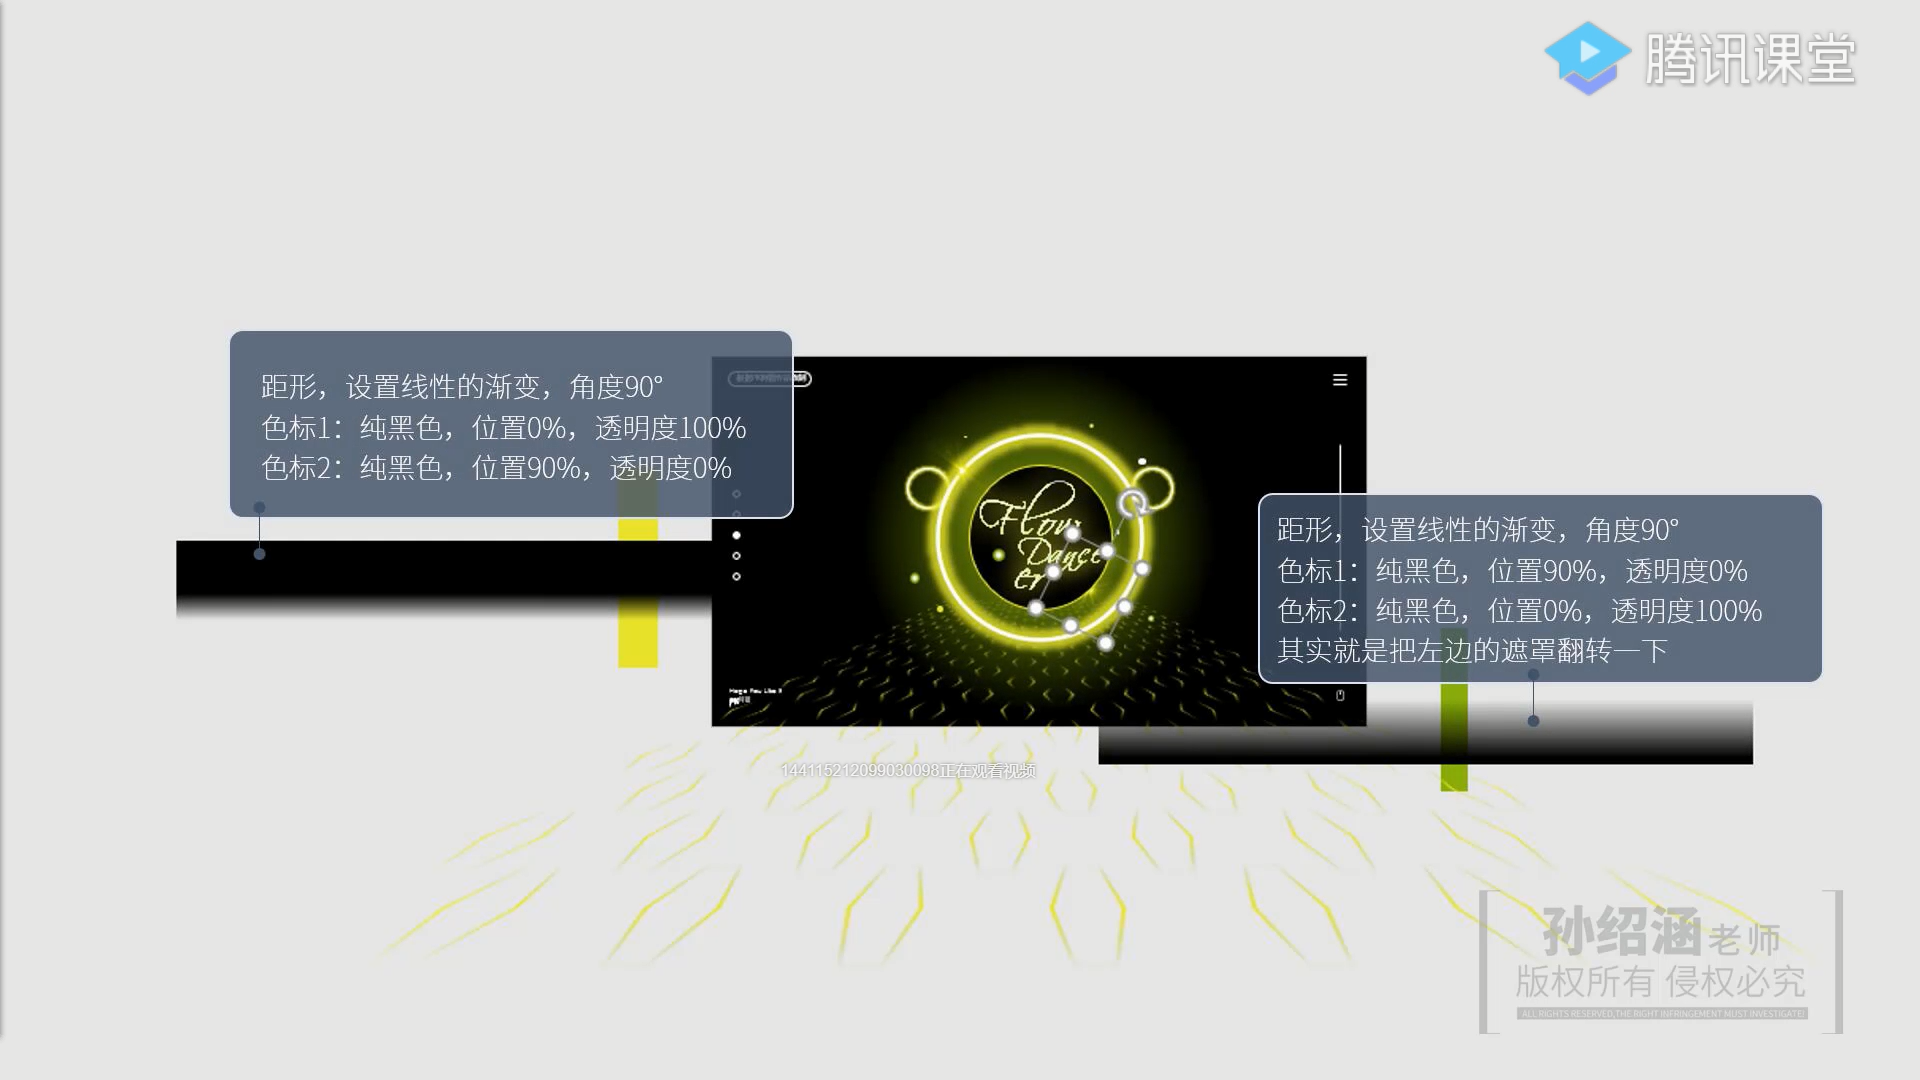 腾讯课堂
距形，设置线性的渐变，角度90°
色标1：纯黑色，位置0%，透明度100%
色标2：纯黑色，位置90%，透明度0%
Flow
Dance
er
距形，设置线性的渐变，角度90°
色标1：纯黑色，位置90%，透明度0%
色标2：纯黑色，位置0%，透明度100%
其实就是把左边的遮罩翻转一下
144115212099030098正在观看视频
孙绍涵老师
版权所有 侵权必究
ALL RIGHTS RESERVED,THE RIGHT INFRINGEMENT MUST INVESTIGATE!